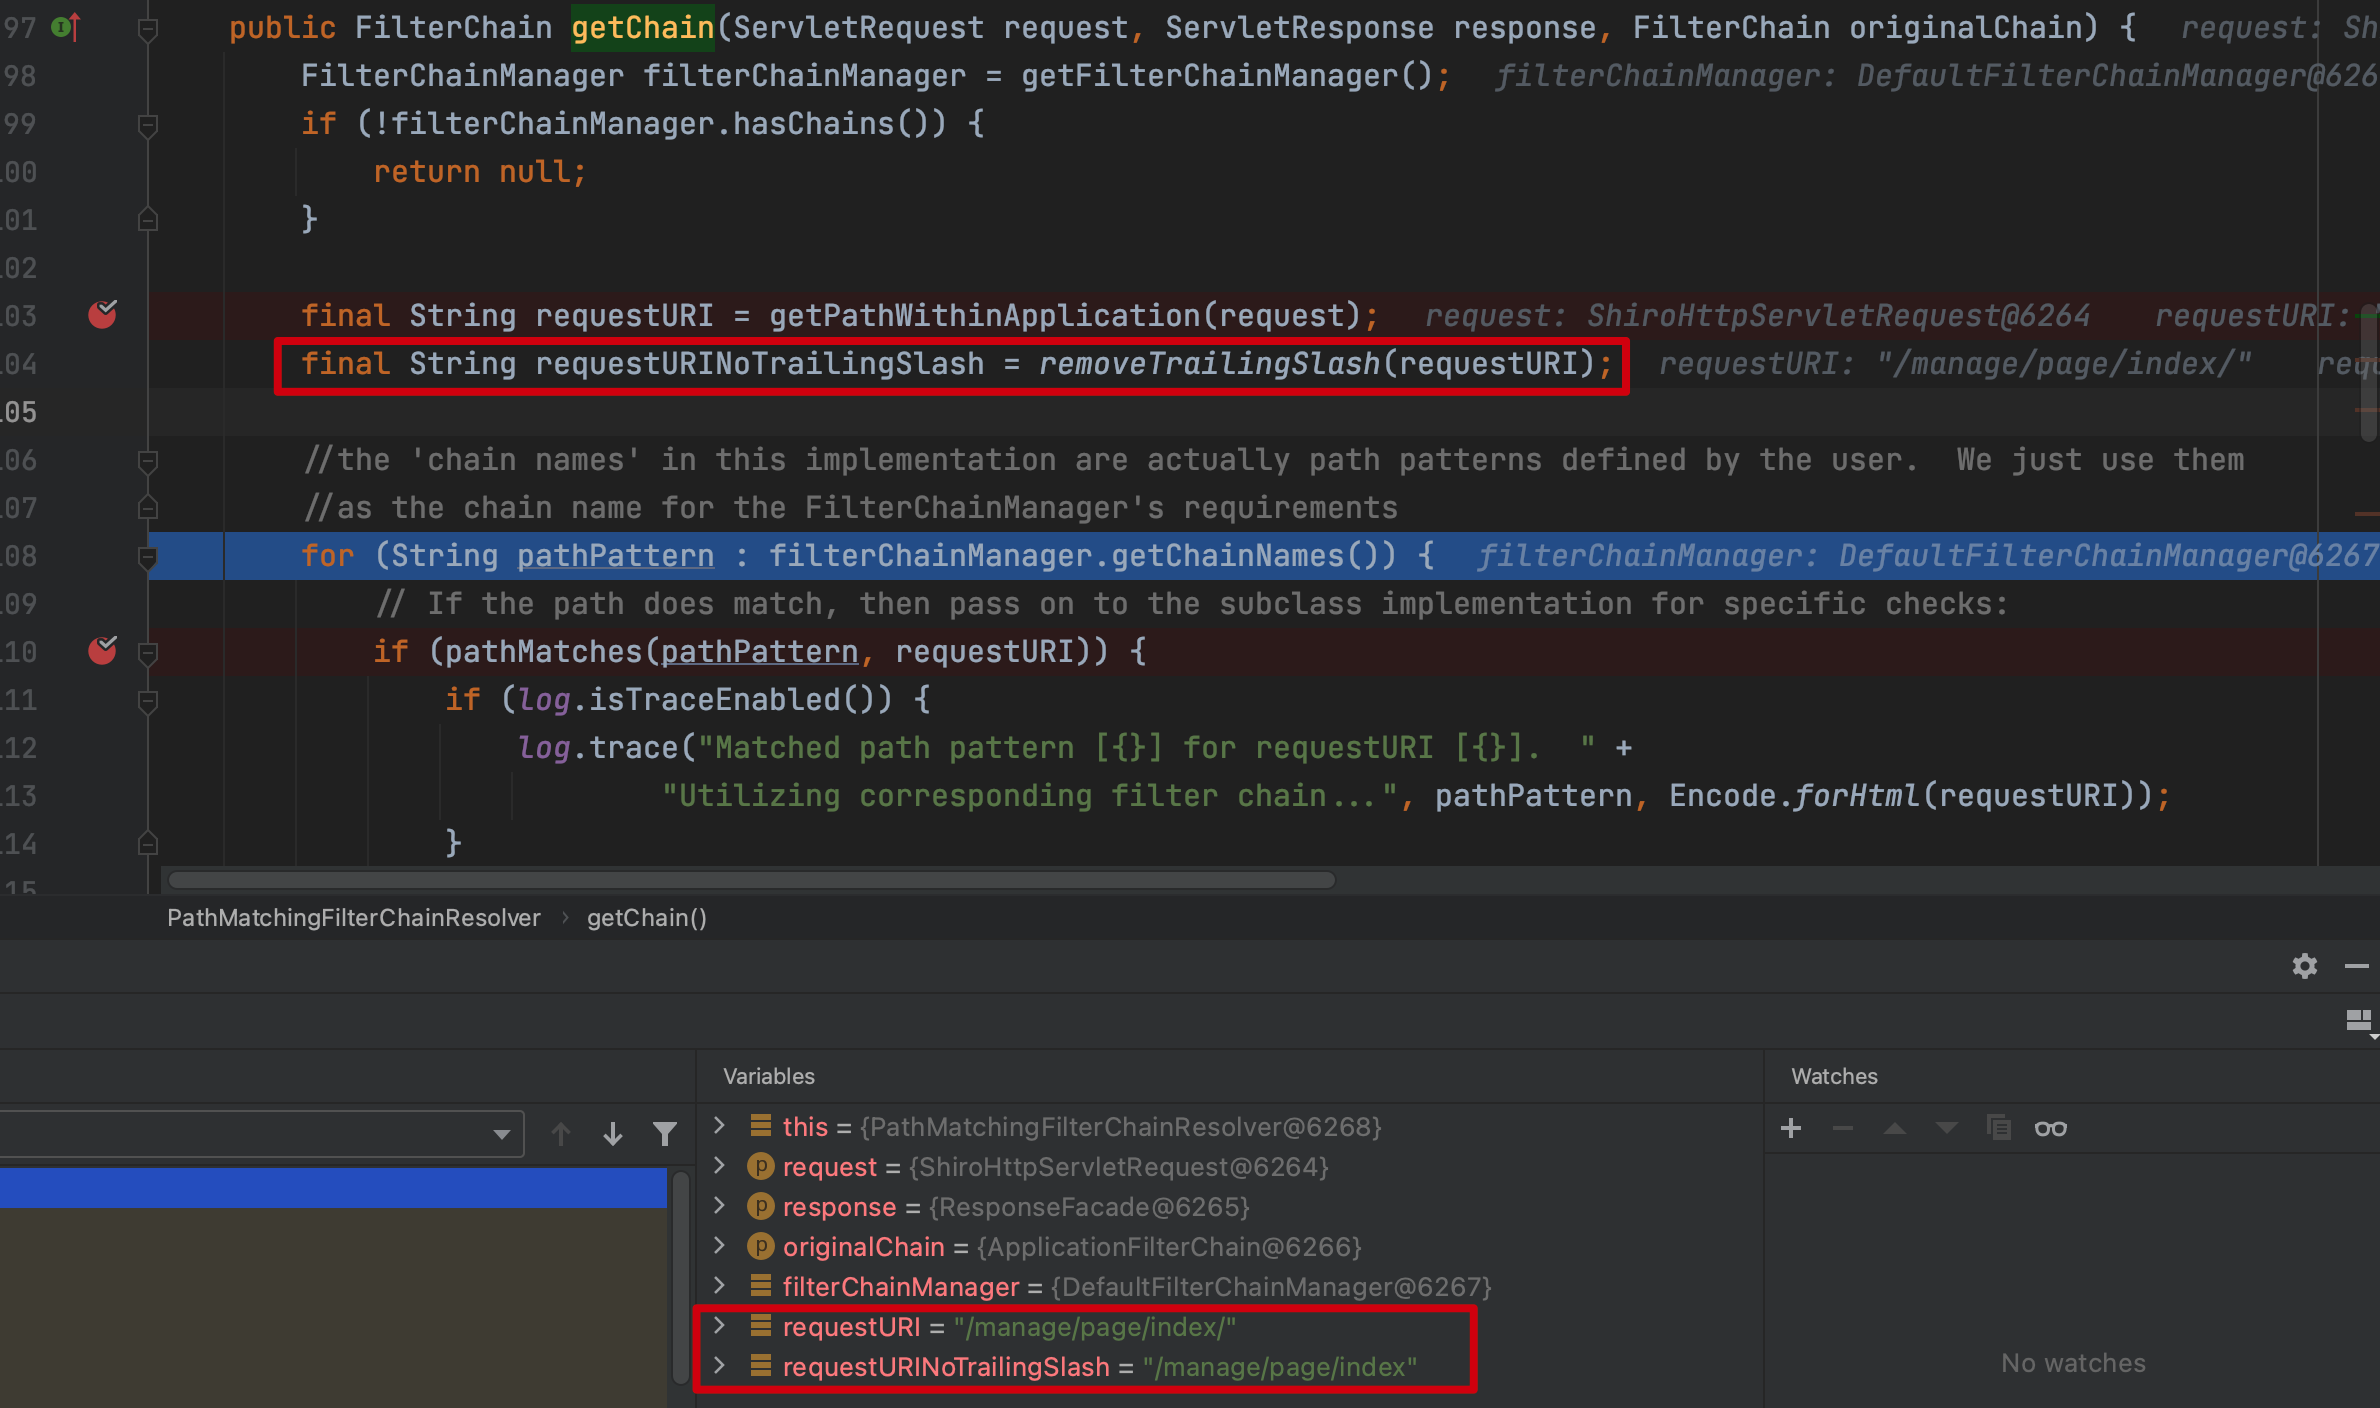 97 public FilterChain getChain(ServletRequest request, ServletResponse response, FilterChain originalChain) { request: Sh
98 FilterChainManager filterChainManager = getFilterChainManager(); filterChainManager: DefaultFilterChainManager@626
99 if (!filterChainManager.hasChains()) {
00 return null;
01 }
02
03 final String requestURI = getPathWithinApplication(request); request: ShiroHttpServletRequest@6264 requestURI:
04 final String requestURINoTrailingSlash = removeTrailingSlash(requestURI); requestURI: "/manage/page/index/" requ
05
06 //the 'chain names' in this implementation are actually path patterns defined by the user. We just use them
07 //as the chain name for the FilterChainManager's requirements
08 for (String pathPattern : filterChainManager.getChainNames()) { filterChainManager: DefaultFilterChainManager@6267
09 // If the path does match, then pass on to the subclass implementation for specific checks:
10 if (pathMatches(pathPattern, requestURI)) {
11 if (log.isTraceEnabled()) {
12 log.trace("Matched path pattern [{}] for requestURI [{}]. " +
13 "Utilizing corresponding filter chain...", pathPattern, Encode.forHtml(requestURI));
14 }
15
PathMatchingFilterChainResolver › getChain()
Variables
Watches
this = {PathMatchingFilterChainResolver@6268}
request = {ShiroHttpServletRequest@6264}
response = {ResponseFacade@6265}
originalChain = {ApplicationFilterChain@6266}
filterChainManager = {DefaultFilterChainManager@6267}
requestURI = "/manage/page/index/"
requestURINoTrailingSlash = "/manage/page/index"
No watches